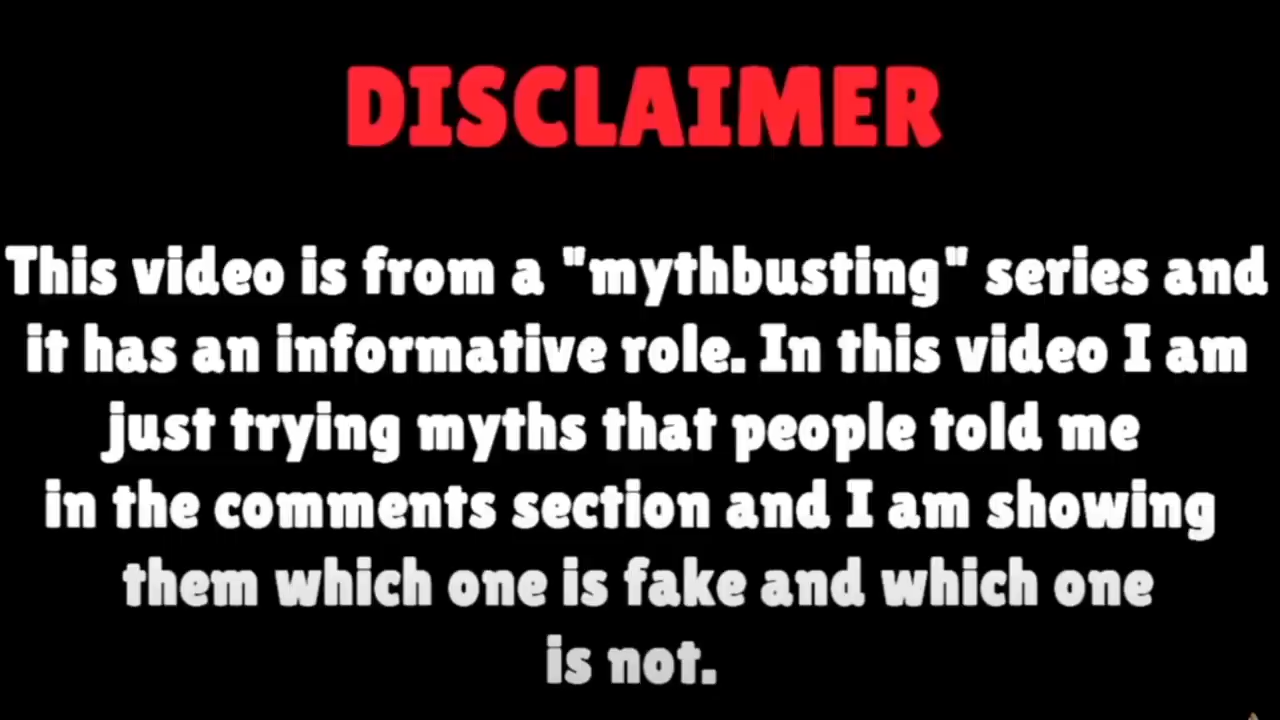 DISCLAIMER
This video is from a "mythbusting" series and
it has an informative role. In this video I am
just trying myths that people told me
in the comments section and I am showing
them which one is fake and which one
is not.